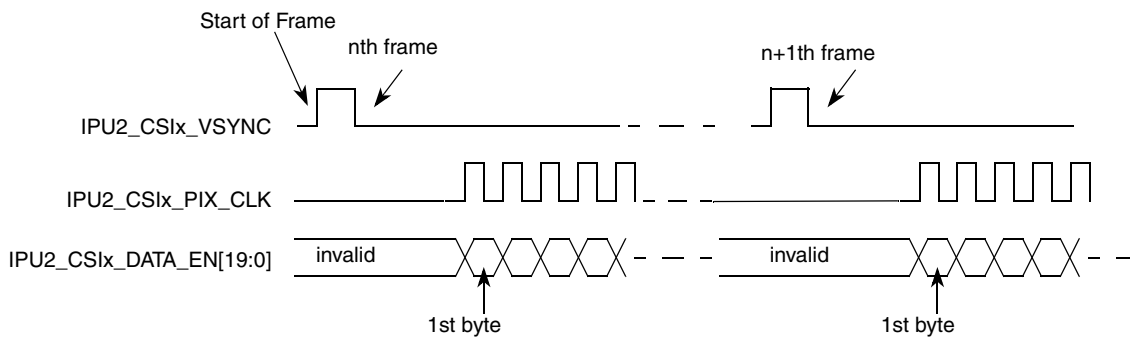 Start of Frame
nth frame
n+1th frame
IPU2_CSIx_VSYNC
IPU2_CSIx_PIX_CLK
IPU2_CSIx_DATA_EN[19:0]
invalid
invalid
1st byte
1st byte